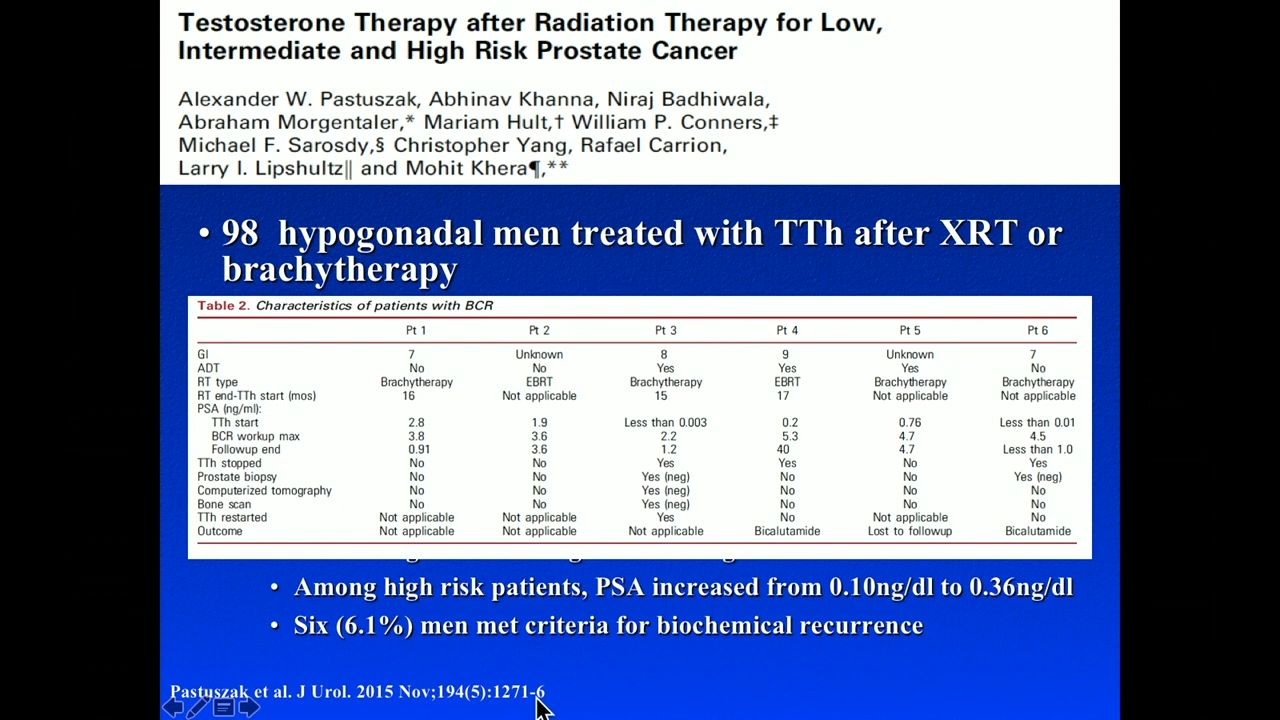 Testosterone Therapy after Radiation Therapy for Low,
Intermediate and High Risk Prostate Cancer
Alexander W. Pastuszak, Abhinav Khanna, Niraj Badhiwala,
Abraham Morgentaler,* Mariam Hult,† William P. Conners,‡
Michael F. Sarosdy,§ Christopher Yang, Rafael Carrion,
Larry I. Lipshultz‖ and Mohit Khera¶,**
• 98 hypogonadal men treated with TTh after XRT or
brachytherapy
Table 2. Characteristics of patients with BCR
Pt 1 Pt 2 Pt 3 Pt 4 Pt 5 Pt 6
Gl 7 Unknown 8 9 Unknown 7
ADT No No Yes Yes Yes No
RT type Brachytherapy EBRT Brachytherapy EBRT Brachytherapy Brachytherapy
RT end-TTh start (mos) 16 Not applicable 15 17 Not applicable Not applicable
PSA (ng/ml):
TTh start 2.8 1.9 Less than 0.003 0.2 0.76 Less than 0.01
BCR workup max 3.8 3.6 2.2 5.3 4.7 4.5
Followup end 0.91 3.6 1.2 40 4.7 Less than 1.0
TTh stopped No No Yes Yes No Yes
Prostate biopsy No No Yes (neg) No No Yes (neg)
Computerized tomography No No Yes (neg) No No No
Bone scan No No Yes (neg) No No No
TTh restarted Not applicable Not applicable Yes No Not applicable No
Outcome Not applicable Not applicable Not applicable Bicalutamide Lost to followup Bicalutamide
• Among high risk patients, PSA increased from 0.10ng/dl to 0.36ng/dl
• Six (6.1%) men met criteria for biochemical recurrence
Pastuszak et al. J Urol. 2015 Nov;194(5):1271-6